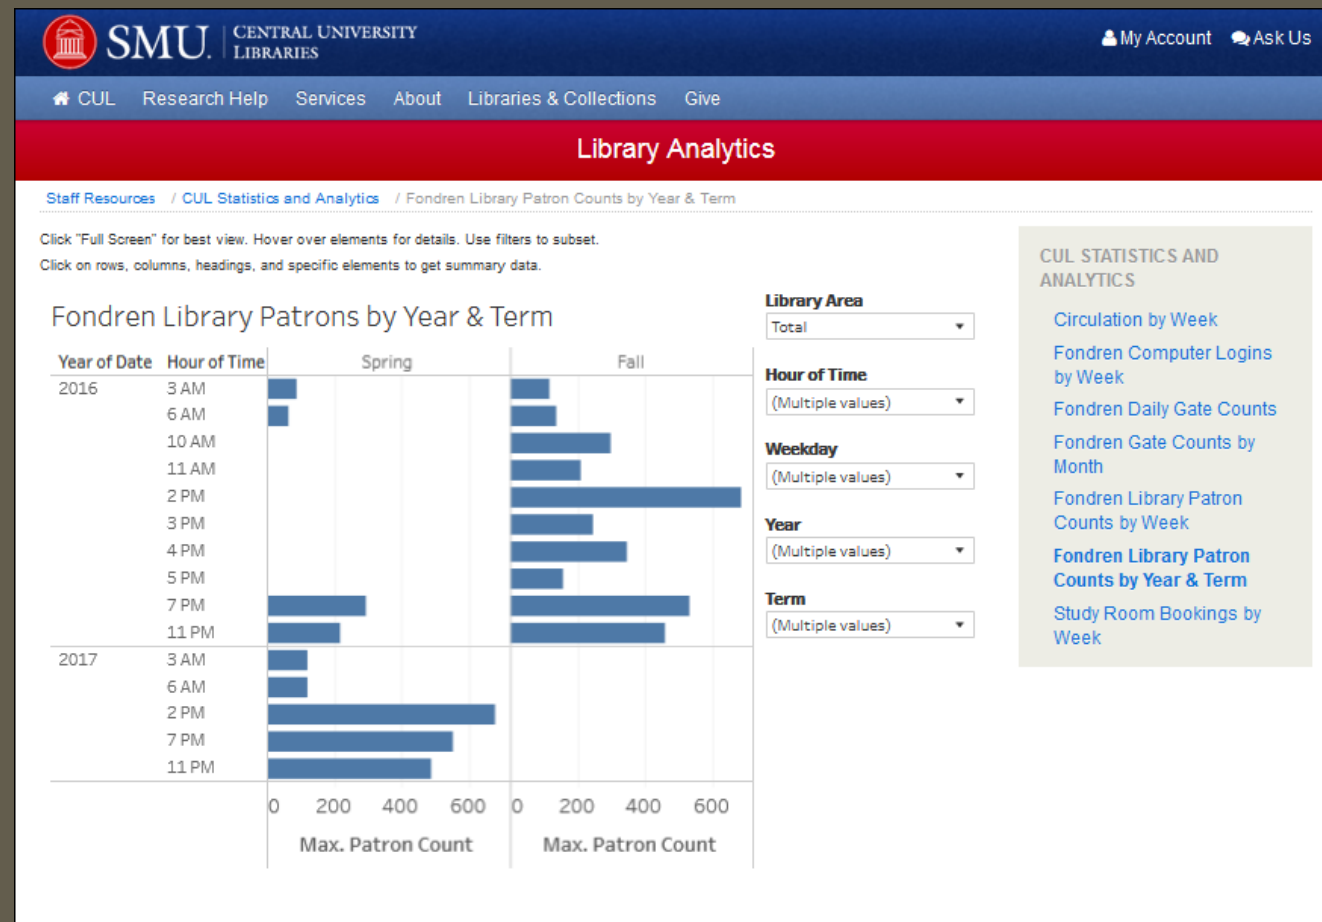 SMU. CENTRAL UNIVERSITY LIBRARIES
My Account Ask Us
CUL Research Help Services About Libraries & Collections Give
Library Analytics
Staff Resources / CUL Statistics and Analytics / Fondren Library Patron Counts by Year & Term
Click "Full Screen" for best view. Hover over elements for details. Use filters to subset.
Click on rows, columns, headings, and specific elements to get summary data.
Fondren Library Patrons by Year & Term
Year of Date Hour of Time Spring Fall
2016 3 AM
6 AM
10 AM
11 AM
2 PM
3 PM
4 PM
5 PM
7 PM
11 PM
2017 3 AM
6 AM
2 PM
7 PM
11 PM
0 200 400 600 0 200 400 600
Max. Patron Count Max. Patron Count
Library Area
Total
Hour of Time
(Multiple values)
Weekday
(Multiple values)
Year
(Multiple values)
Term
(Multiple values)
CUL STATISTICS AND
ANALYTICS
Circulation by Week
Fondren Computer Logins
by Week
Fondren Daily Gate Counts
Fondren Gate Counts by
Month
Fondren Library Patron
Counts by Week
Fondren Library Patron
Counts by Year & Term
Study Room Bookings by
Week